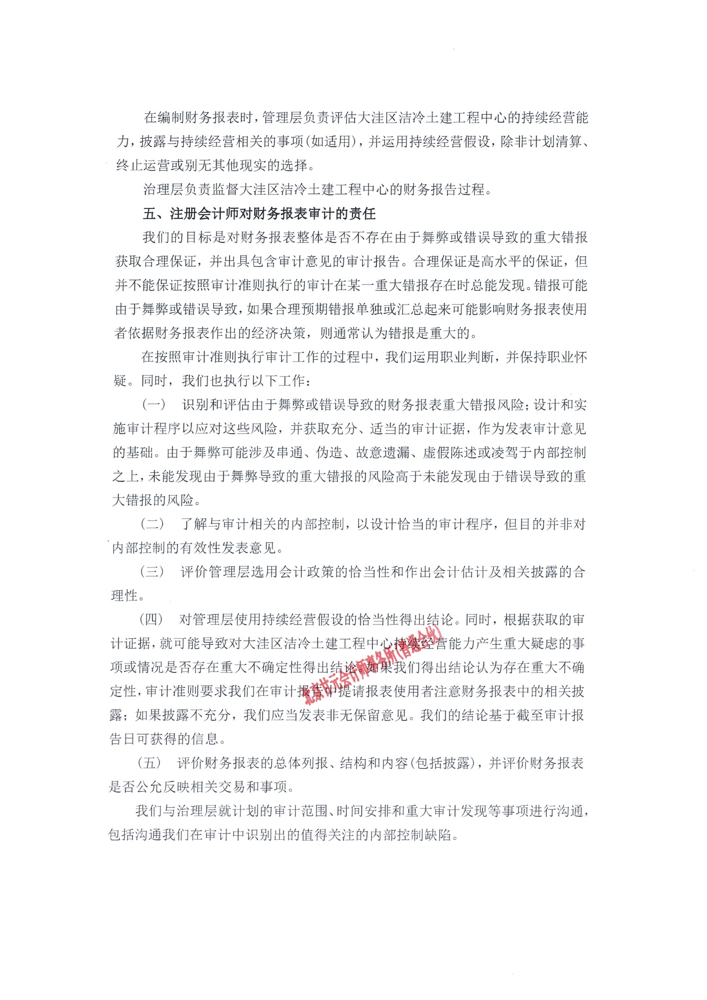 在编制财务报表时，管理层负责评估大洼区洁冷土建工程中心的持续经营能
力，披露与持续经营相关的事项(如适用)，并运用持续经营假设，除非计划清算、
终止运营或别无其他现实的选择。
治理层负责监督大洼区洁冷土建工程中心的财务报告过程。
五、注册会计师对财务报表审计的责任
我们的目标是对财务报表整体是否不存在由于舞弊或错误导致的重大错报
获取合理保证，并出具包含审计意见的审计报告。合理保证是高水平的保证，但
并不能保证按照审计准则执行的审计在某一重大错报存在时总能发现。错报可能
由于舞弊或错误导致，如果合理预期错报单独或汇总起来可能影响财务报表使用
者依据财务报表作出的经济决策，则通常认为错报是重大的。
在按照审计准则执行审计工作的过程中，我们运用职业判断，并保持职业怀
疑。同时，我们也执行以下工作：
(一) 识别和评估由于舞弊或错误导致的财务报表重大错报风险；设计和实
施审计程序以应对这些风险，并获取充分、适当的审计证据，作为发表审计意见
的基础。由于舞弊可能涉及串通、伪造、故意遗漏、虚假陈述或凌驾于内部控制
之上，未能发现由于舞弊导致的重大错报的风险高于未能发现由于错误导致的重
大错报的风险。
(二) 了解与审计相关的内部控制，以设计恰当的审计程序，但目的并非对
内部控制的有效性发表意见。
(三) 评价管理层选用会计政策的恰当性和作出会计估计及相关披露的合
理性。
(四) 对管理层使用持续经营假设的恰当性得出结论。同时，根据获取的审
计证据，就可能导致对大洼区洁冷土建工程中心持续经营能力产生重大疑虑的事
项或情况是否存在重大不确定性得出结论。如果我们得出结论认为存在重大不确
定性，审计准则要求我们在审计报告中提请报表使用者注意财务报表中的相关披
露；如果披露不充分，我们应当发表非无保留意见。我们的结论基于截至审计报
告日可获得的信息。
(五) 评价财务报表的总体列报、结构和内容(包括披露)，并评价财务报表
是否公允反映相关交易和事项。
我们与治理层就计划的审计范围、时间安排和重大审计发现等事项进行沟通，
包括沟通我们在审计中识别出的值得关注的内部控制缺陷。
北京甘元会计师事务所(普通合伙)